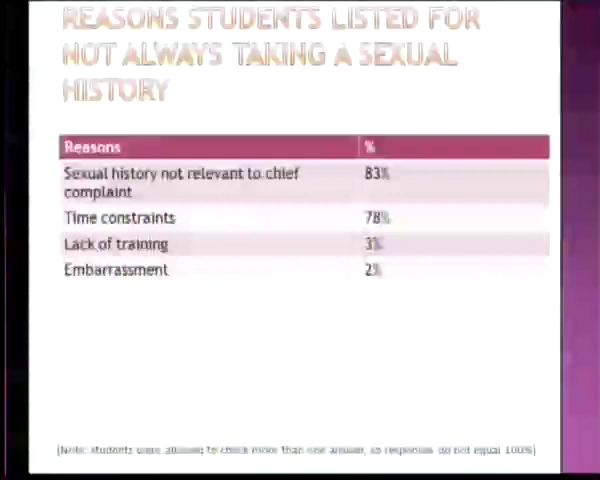 REASONS STUDENTS LISTED FOR
NOT ALWAYS TAKING A SEXUAL
HISTORY
Reasons %
Sexual history not relevant to chief 83%
complaint
Time constraints 78%
Lack of training 3%
Embarrassment 2%
(Note: students were allowed to check more than one answer, so responses do not equal 100%)